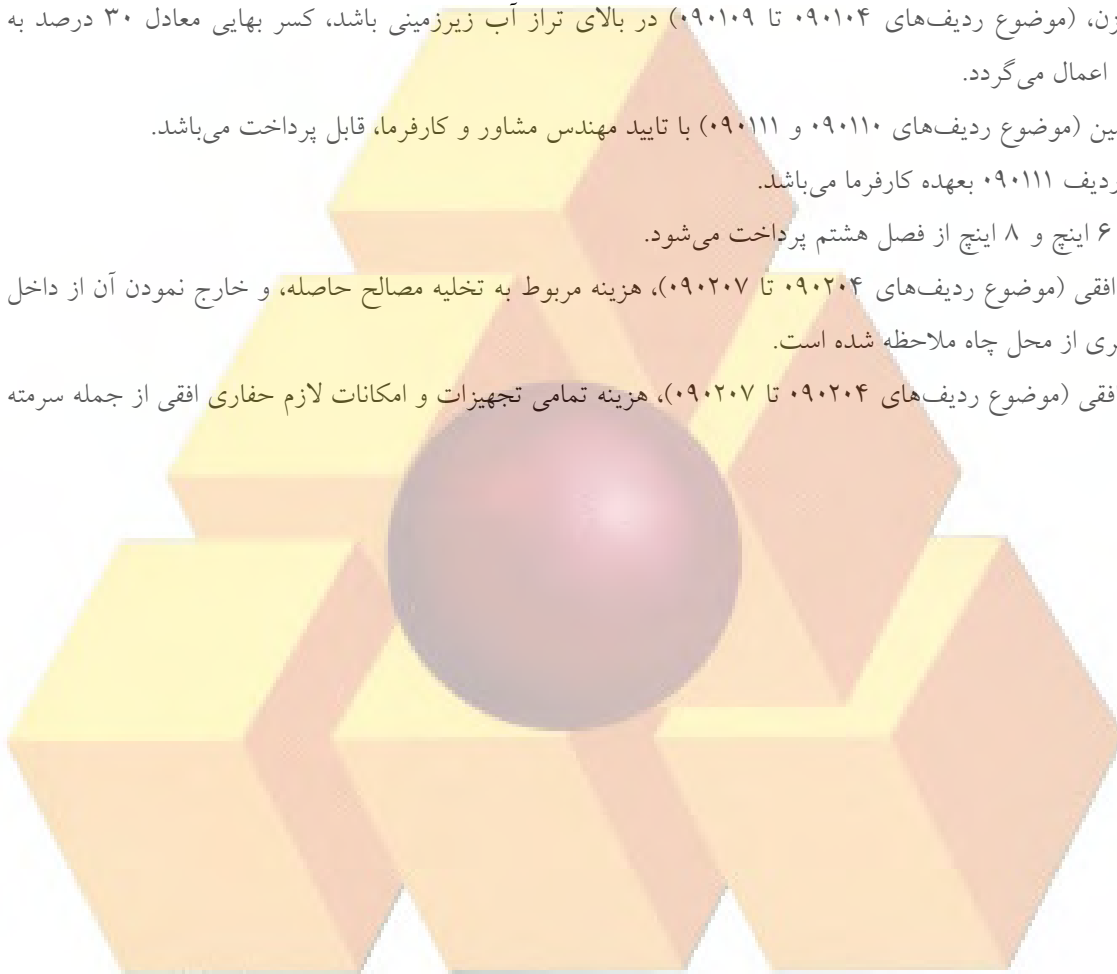 زن، (موضوع ردیف‌های ۰۹۰۱۰۴ تا ۰۹۰۱۰۹) در بالای تراز آب زیرزمینی باشد، کسر بهایی معادل ۳۰ درصد به
اعمال می‌گردد.
ین (موضوع ردیف‌های ۰۹۰۱۱۰ و ۰۹۰۱۱۱) با تایید مهندس مشاور و کارفرما، قابل پرداخت می‌باشد.
ردیف ۰۹۰۱۱۱ بعهده کارفرما می‌باشد.
۶ اینچ و ۸ اینچ از فصل هشتم پرداخت می‌شود.
افقی (موضوع ردیف‌های ۰۹۰۲۰۴ تا ۰۹۰۲۰۷)، هزینه مربوط به تخلیه مصالح حاصله، و خارج نمودن آن از داخل
ری از محل چاه ملاحظه شده است.
فقی (موضوع ردیف‌های ۰۹۰۲۰۴ تا ۰۹۰۲۰۷)، هزینه تمامی تجهیزات و امکانات لازم حفاری افقی از جمله سرمته